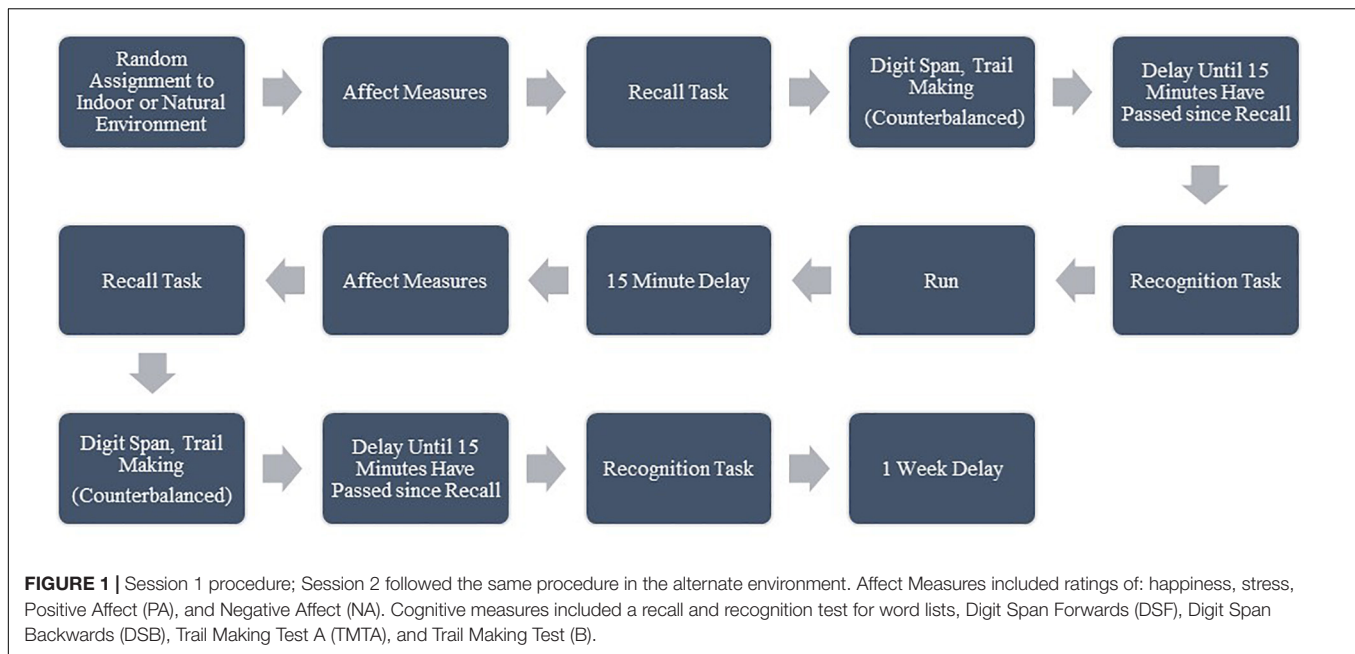 Random
Assignment to
Indoor or Natural
Environment
Affect Measures
Recall Task
Digit Span, Trail
Making
(Counterbalanced)
Delay Until 15
Minutes Have
Passed since Recall
Recognition Task
Run
15 Minute Delay
Affect Measures
Recall Task
Digit Span, Trail
Making
(Counterbalanced)
Delay Until 15
Minutes Have
Passed since Recall
Recognition Task
1 Week Delay
FIGURE 1 | Session 1 procedure; Session 2 followed the same procedure in the alternate environment. Affect Measures included ratings of: happiness, stress,
Positive Affect (PA), and Negative Affect (NA). Cognitive measures included a recall and recognition test for word lists, Digit Span Forwards (DSF), Digit Span
Backwards (DSB), Trail Making Test A (TMTA), and Trail Making Test (B).